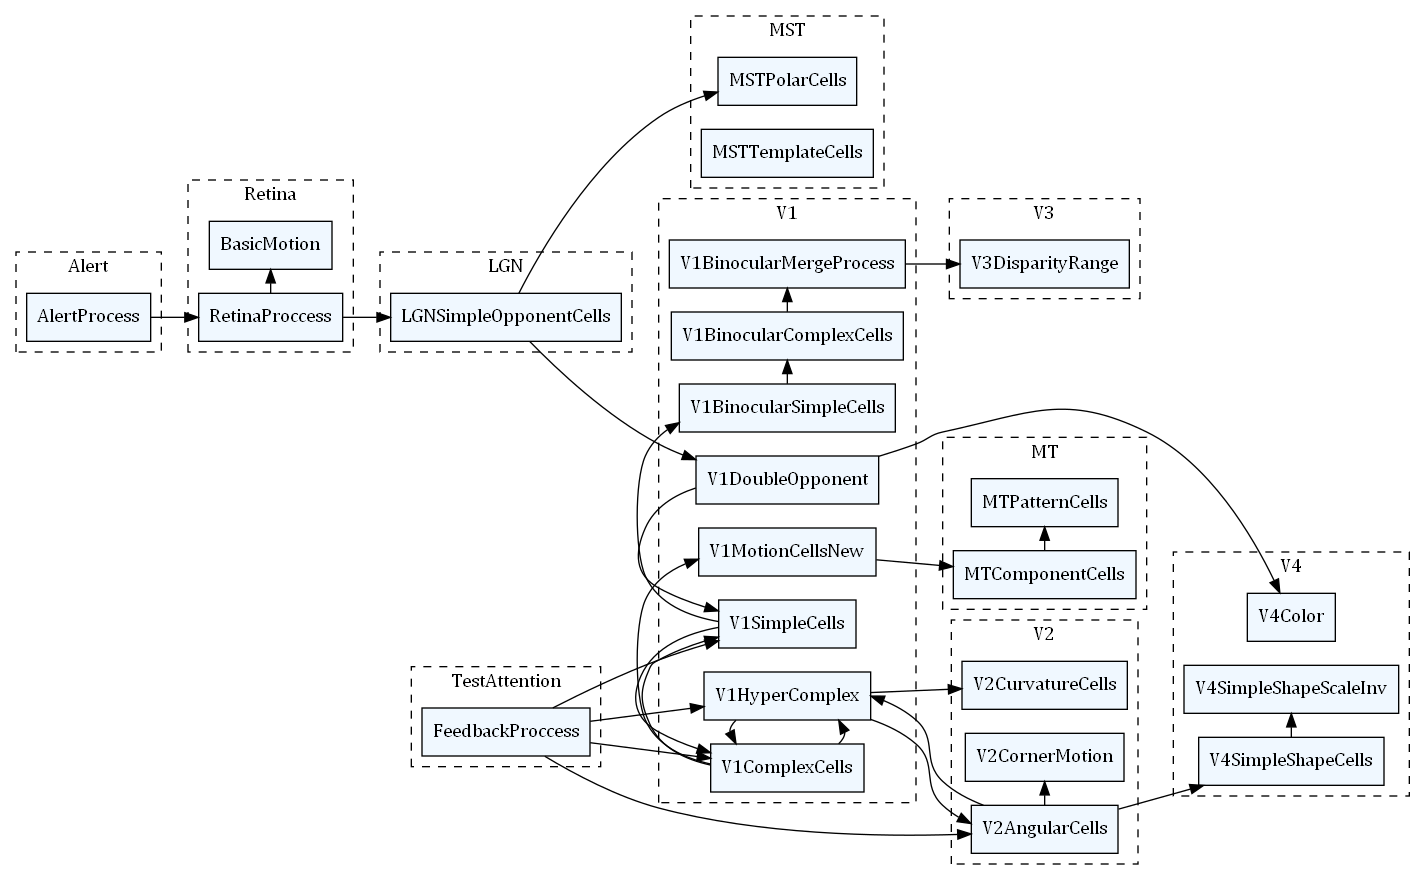 MST
MSTPolarCells
MSTTemplateCells
Retina
BasicMotion
RetinaProccess
Alert
AlertProcess
LGN
LGNSimpleOpponentCells
V1
V1BinocularMergeProcess
V1BinocularComplexCells
V1BinocularSimpleCells
V1DoubleOpponent
V1MotionCellsNew
V1SimpleCells
V1HyperComplex
V1ComplexCells
V3
V3DisparityRange
MT
MTPatternCells
MTComponentCells
V4
V4Color
V4SimpleShapeScaleInv
V4SimpleShapeCells
V2
V2CurvatureCells
V2CornerMotion
V2AngularCells
TestAttention
FeedbackProccess